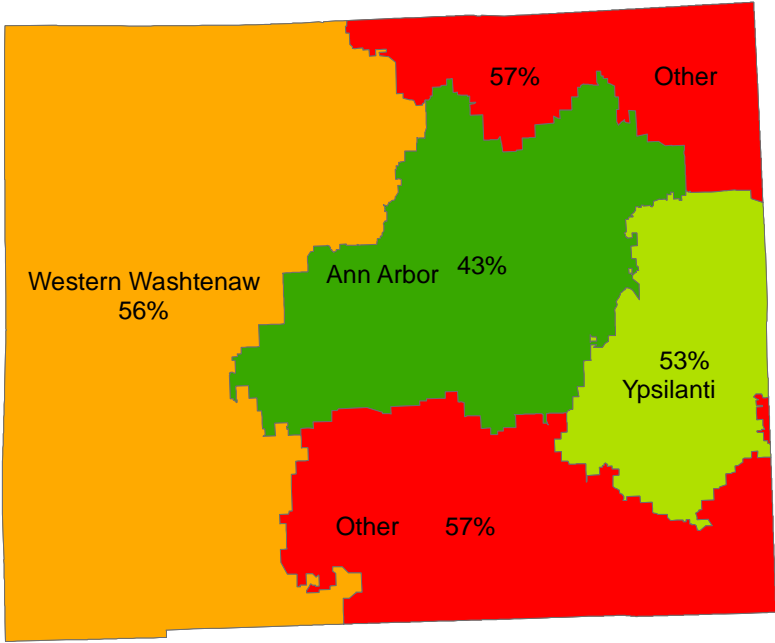 57% Other
Western Washtenaw
56%
Ann Arbor 43%
53%
Ypsilanti
Other 57%